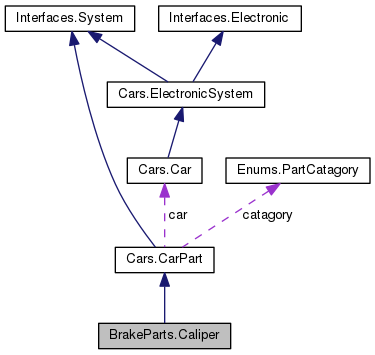 Interfaces.System
Interfaces.Electronic
Cars.ElectronicSystem
Cars.Car
Enums.PartCatagory
car
catagory
Cars.CarPart
BrakeParts.Caliper